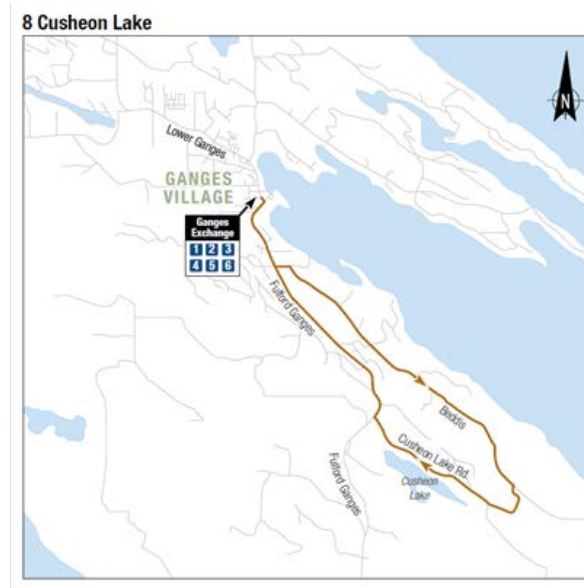 8 Cusheon Lake
N
Lower Ganges
GANGES
VILLAGE
Ganges
Exchange
1 2 3
4 5 6
Fulford Ganges
Beddis
Cusheon Lake Rd.
Fulford Ganges
Cusheon
Lake